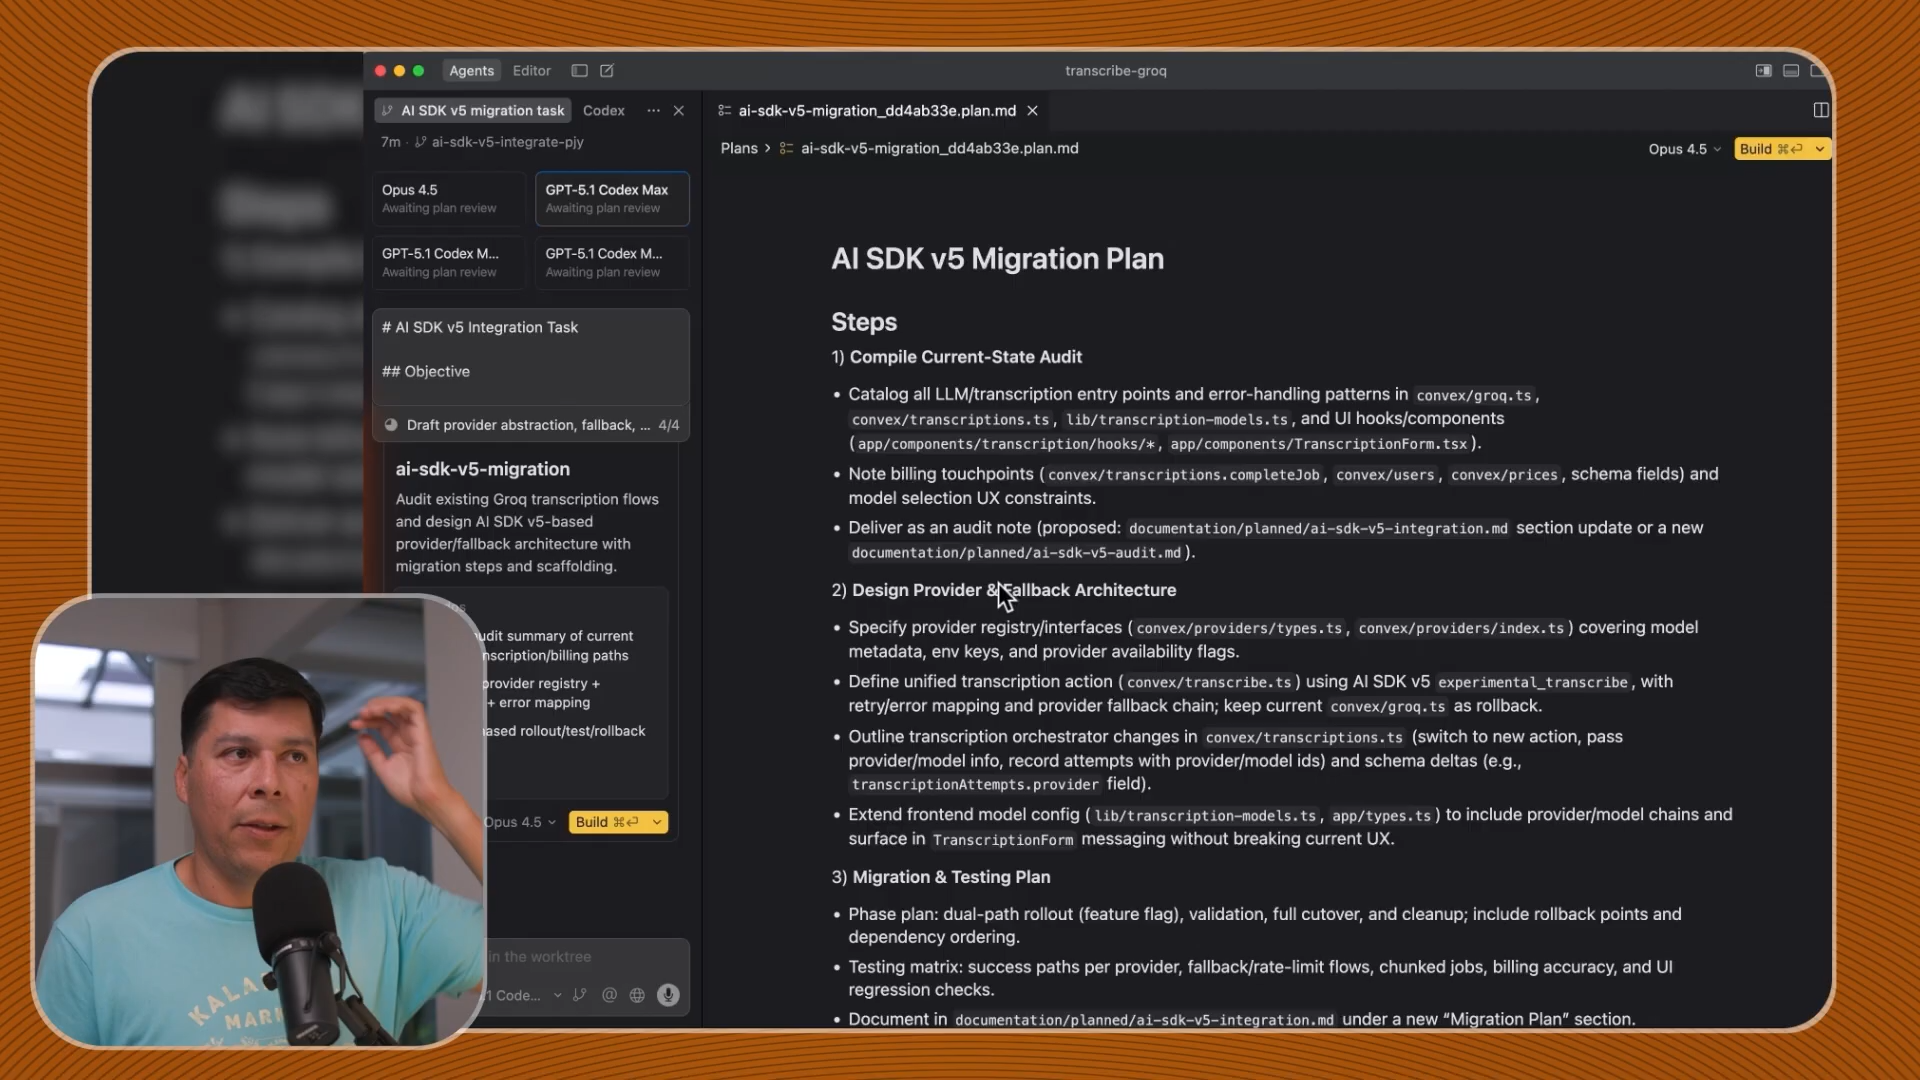 Agents Editor
transcribe-groq
AI SDK v5 migration task Codex
7m · ai-sdk-v5-integrate-pjy
Opus 4.5
Awaiting plan review
GPT-5.1 Codex Max
Awaiting plan review
GPT-5.1 Codex M...
Awaiting plan review
GPT-5.1 Codex M...
Awaiting plan review
# AI SDK v5 Integration Task
## Objective
Draft provider abstraction, fallback, ... 4/4
ai-sdk-v5-migration
Audit existing Groq transcription flows
and design AI SDK v5-based
provider/fallback architecture with
migration steps and scaffolding.
udit summary of current
nscription/billing paths
provider registry +
+ error mapping
ased rollout/test/rollback
Opus 4.5 Build ⌘⏎
in the worktree
.1 Code... @
ai-sdk-v5-migration_dd4ab33e.plan.md
Plans > ai-sdk-v5-migration_dd4ab33e.plan.md
Opus 4.5 Build ⌘⏎
AI SDK v5 Migration Plan
Steps
1) Compile Current-State Audit
• Catalog all LLM/transcription entry points and error-handling patterns in convex/groq.ts,
convex/transcriptions.ts, lib/transcription-models.ts, and UI hooks/components
(app/components/transcription/hooks/*, app/components/TranscriptionForm.tsx).
• Note billing touchpoints (convex/transcriptions.completeJob, convex/users, convex/prices, schema fields) and
model selection UX constraints.
• Deliver as an audit note (proposed: documentation/planned/ai-sdk-v5-integration.md section update or a new
documentation/planned/ai-sdk-v5-audit.md).
2) Design Provider & Fallback Architecture
• Specify provider registry/interfaces (convex/providers/types.ts, convex/providers/index.ts) covering model
metadata, env keys, and provider availability flags.
• Define unified transcription action (convex/transcribe.ts) using AI SDK v5 experimental_transcribe, with
retry/error mapping and provider fallback chain; keep current convex/groq.ts as rollback.
• Outline transcription orchestrator changes in convex/transcriptions.ts (switch to new action, pass
provider/model info, record attempts with provider/model ids) and schema deltas (e.g.,
transcriptionAttempts.provider field).
• Extend frontend model config (lib/transcription-models.ts, app/types.ts) to include provider/model chains and
surface in TranscriptionForm messaging without breaking current UX.
3) Migration & Testing Plan
• Phase plan: dual-path rollout (feature flag), validation, full cutover, and cleanup; include rollback points and
dependency ordering.
• Testing matrix: success paths per provider, fallback/rate-limit flows, chunked jobs, billing accuracy, and UI
regression checks.
• Document in documentation/planned/ai-sdk-v5-integration.md under a new “Migration Plan” section.